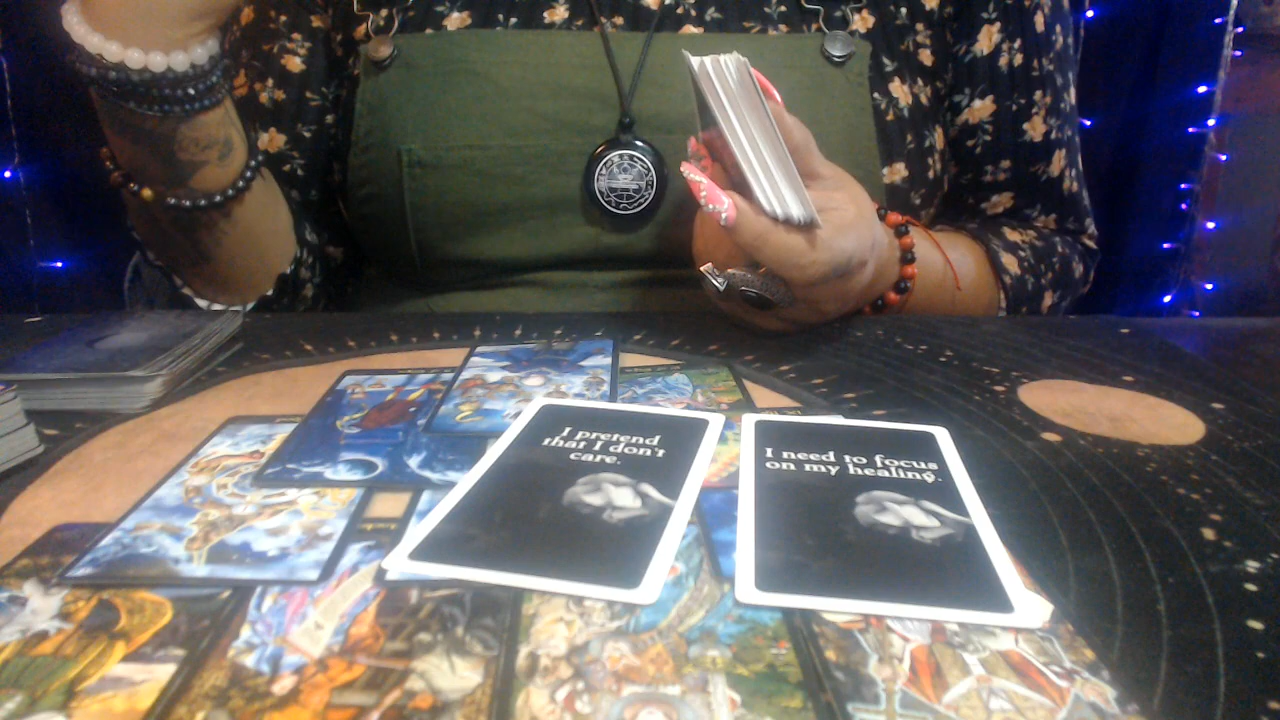 I pretend
that I don't
care.
I need to focus
on my healing.